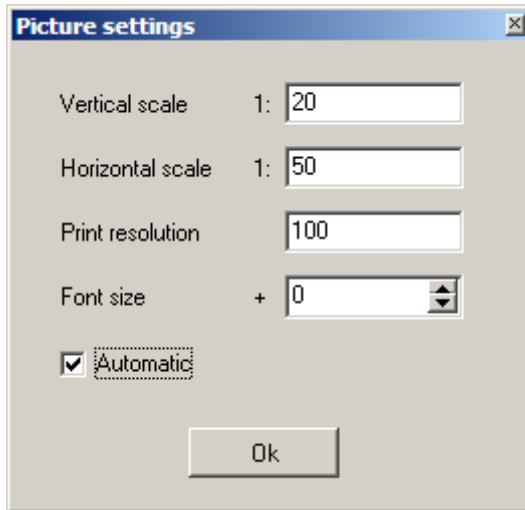 Picture settings
Vertical scale 1: 20
Horizontal scale 1: 50
Print resolution 100
Font size + 0
Automatic
Ok